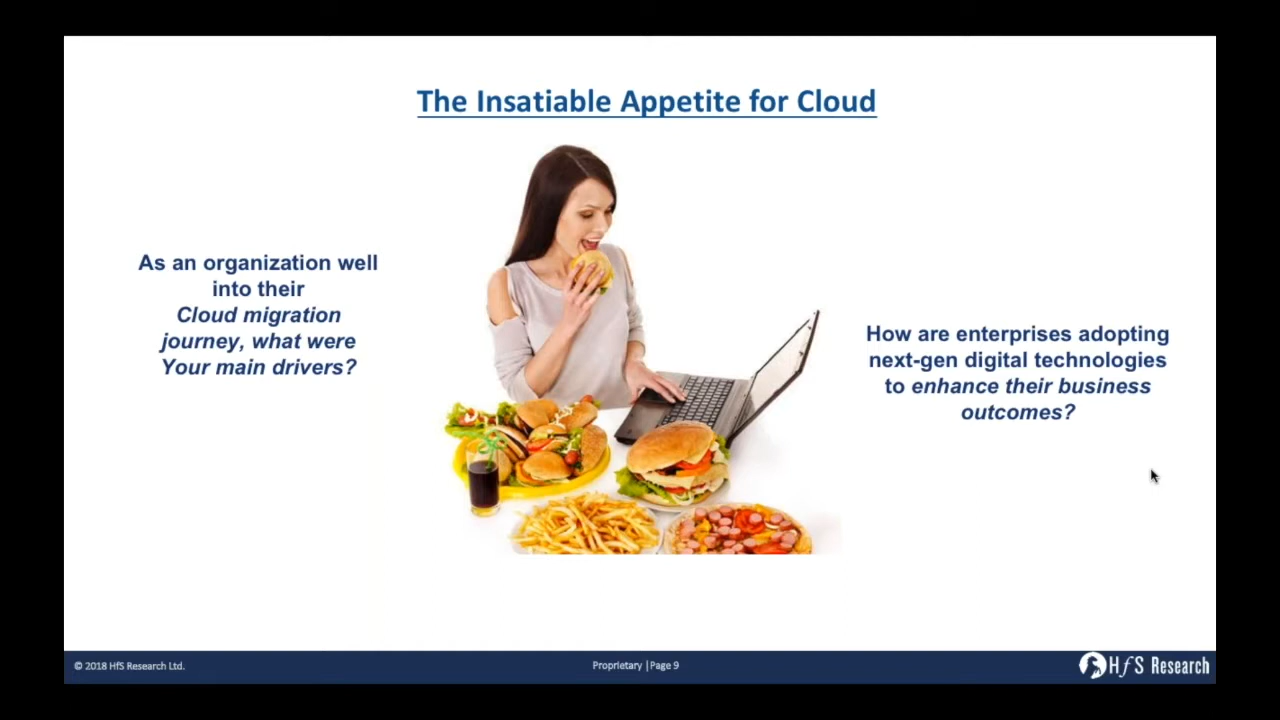 The Insatiable Appetite for Cloud
As an organization well
into their
Cloud migration
journey, what were
Your main drivers?
How are enterprises adopting
next-gen digital technologies
to enhance their business
outcomes?
© 2018 HfS Research Ltd.
Proprietary |Page 9
HfS Research